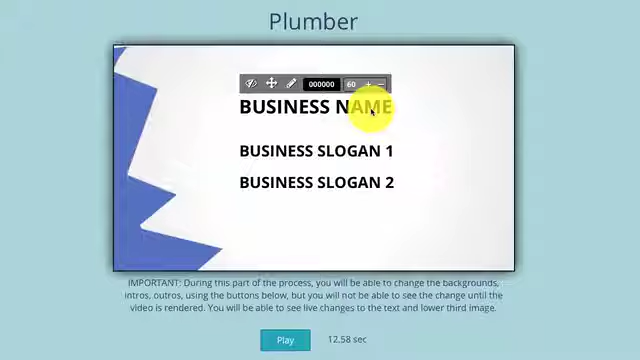 Plumber
000000 60 + −
BUSINESS NAME
BUSINESS SLOGAN 1
BUSINESS SLOGAN 2
IMPORTANT: During this part of the process, you will be able to change the backgrounds,
intros, outros, using the buttons below, but you will not be able to see the change until the
video is rendered. You will be able to see live changes to the text and lower third image.
Play 12.58 sec